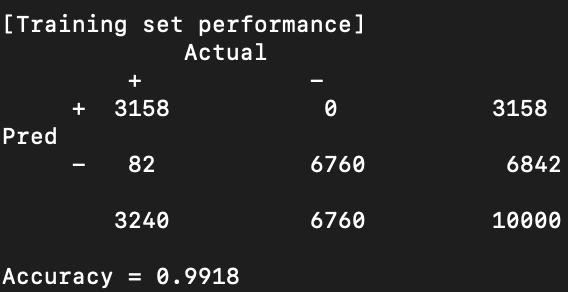 [Training set performance]
Actual
+ −
+ 3158 0 3158
Pred
− 82 6760 6842
3240 6760 10000
Accuracy = 0.9918